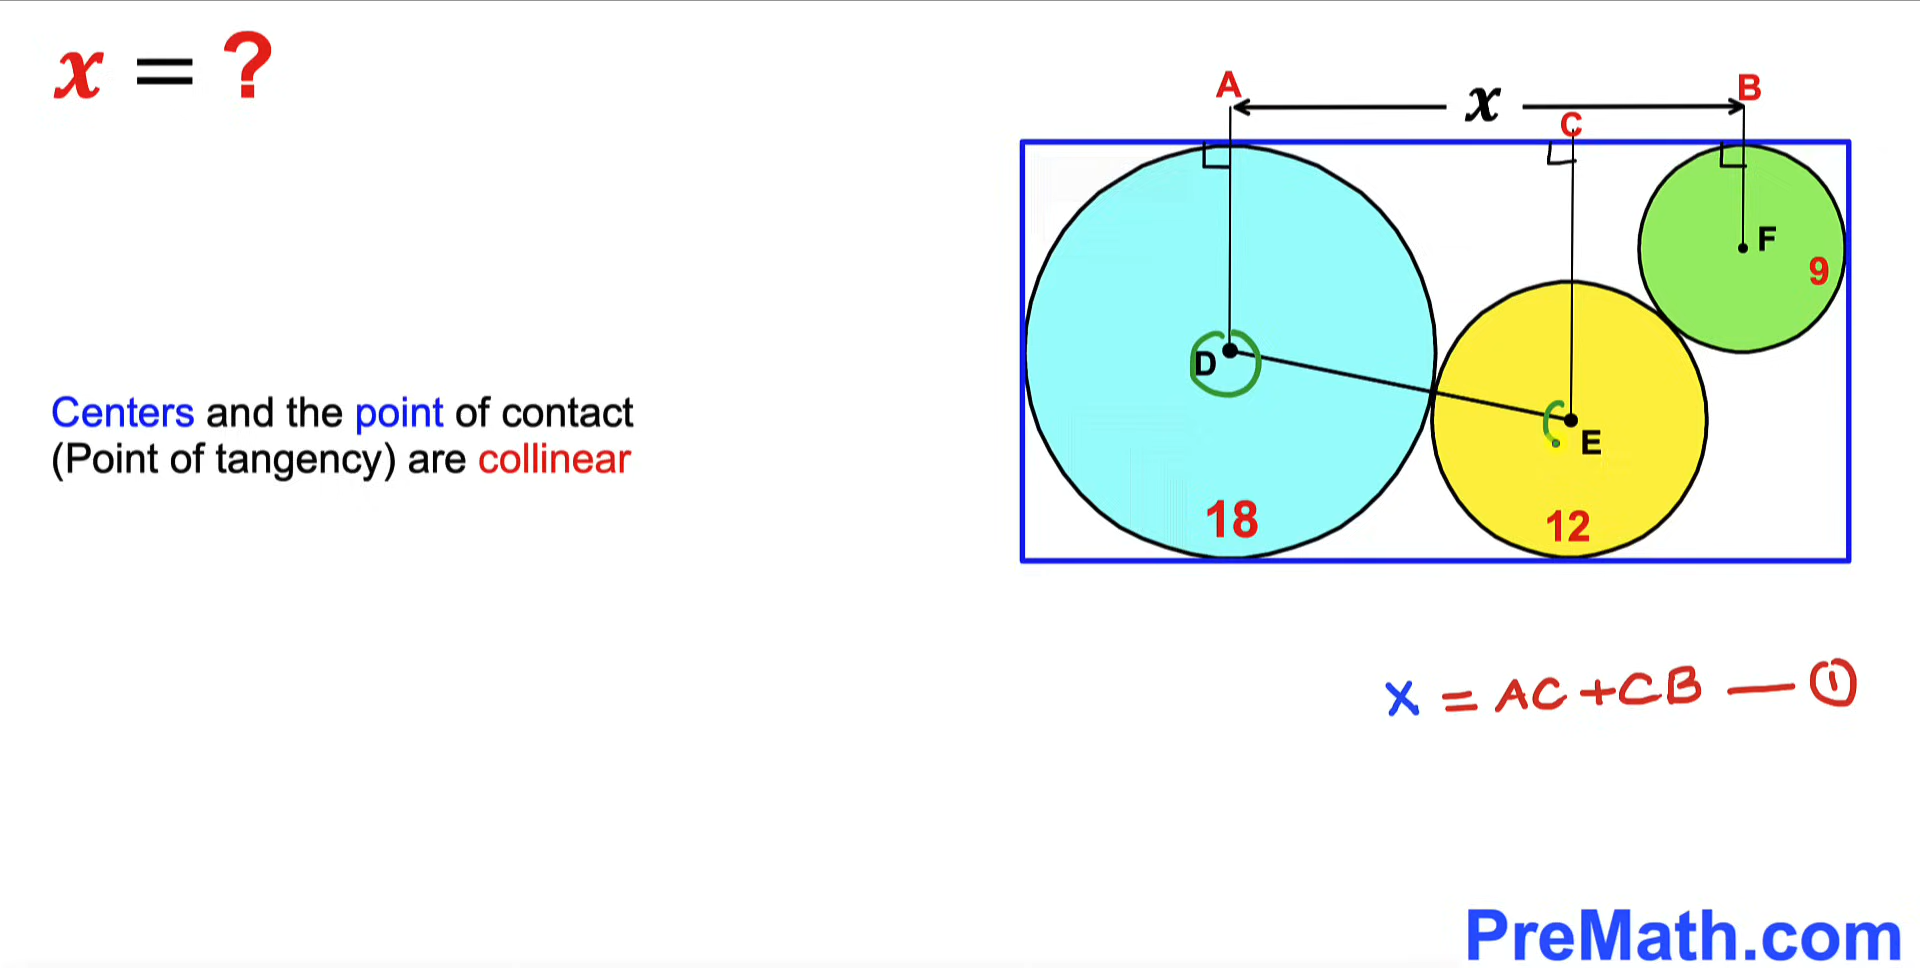 x = ?
A
x
B
C
F
9
D
E
18
12
Centers and the point of contact
(Point of tangency) are collinear
x = AC + CB — ①
PreMath.com